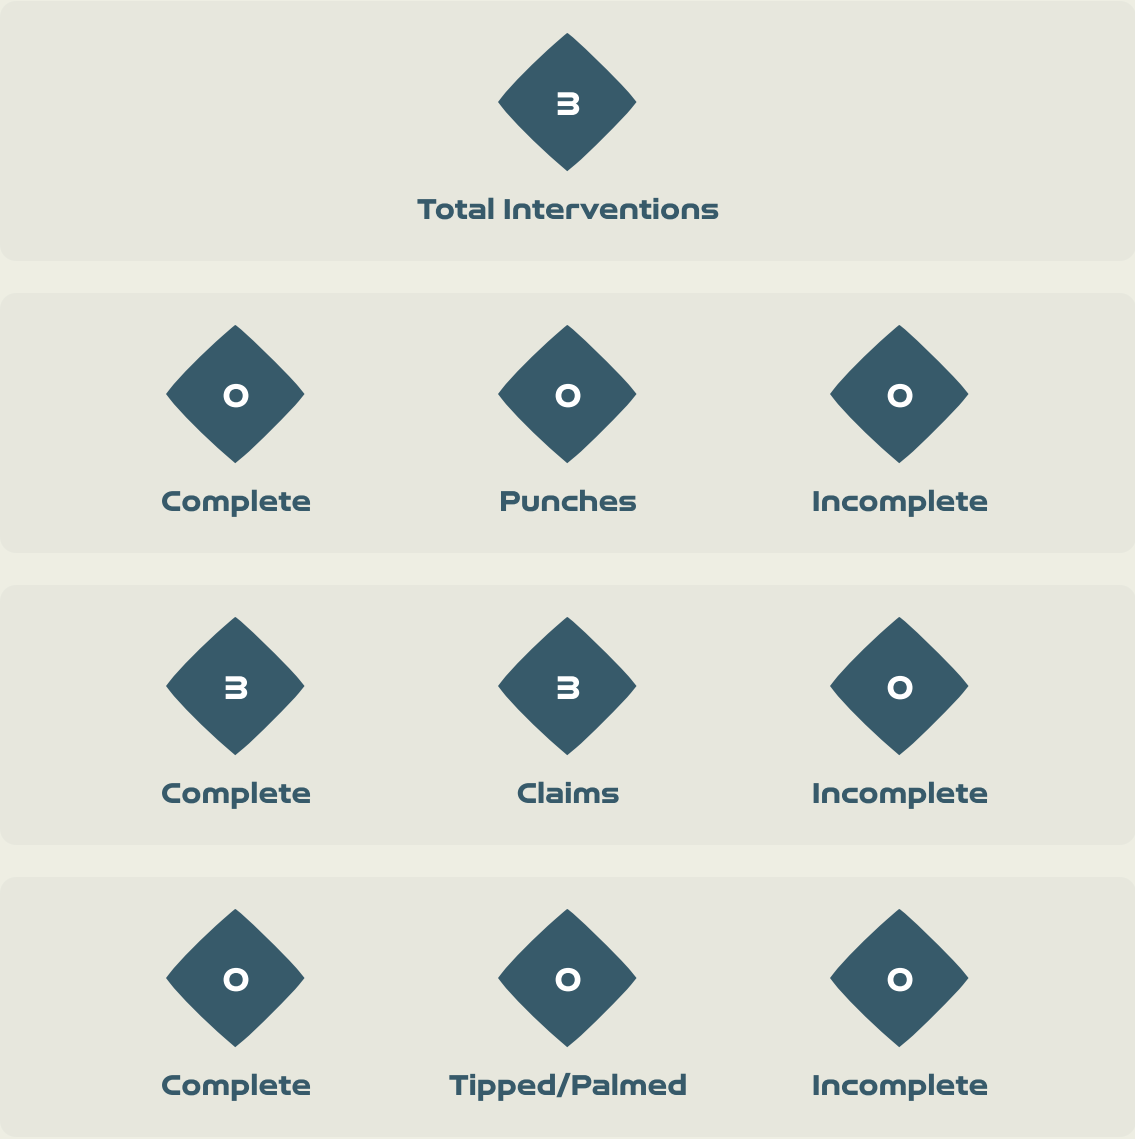 3
Total Interventions
0 0 0
Complete Punches Incomplete
3 3 0
Complete Claims Incomplete
0 0 0
Complete Tipped/Palmed Incomplete